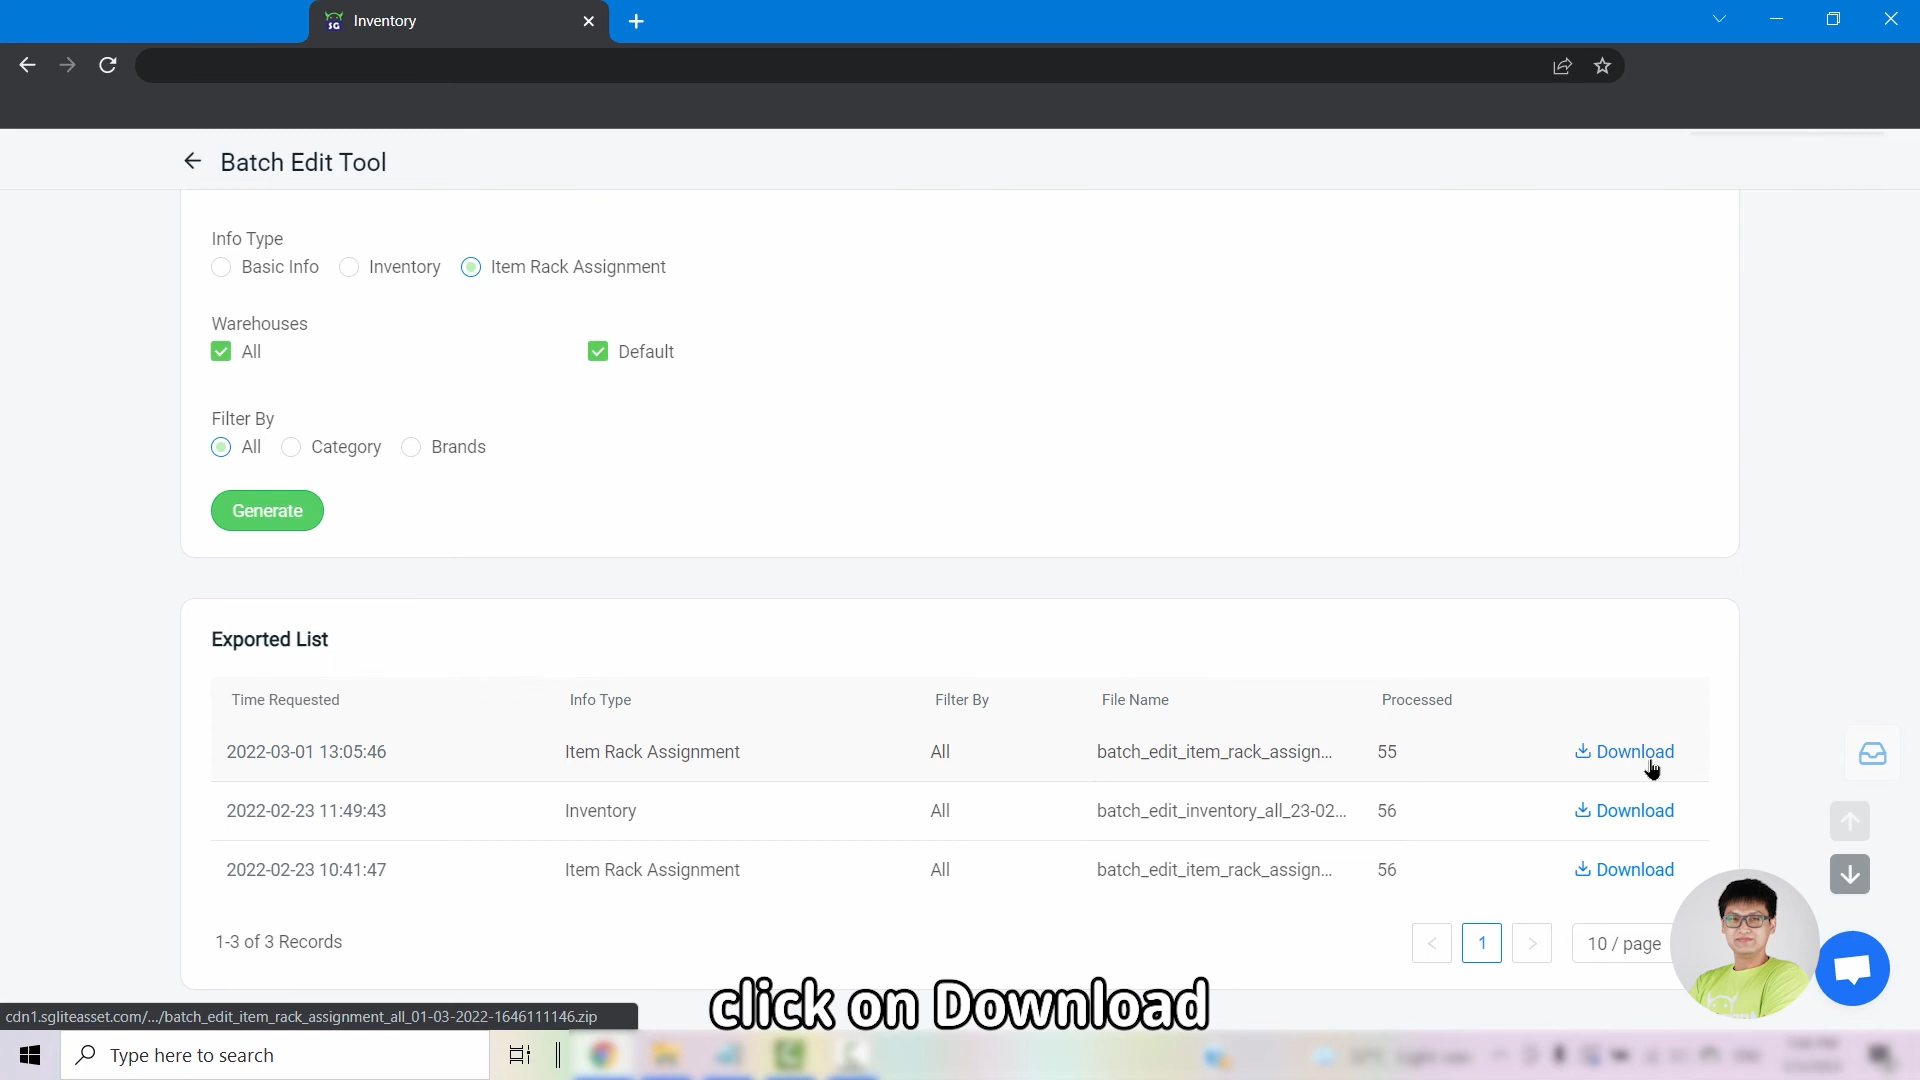 SG Inventory
Batch Edit Tool
Info Type
Basic Info Inventory Item Rack Assignment
Warehouses
All Default
Filter By
All Category Brands
Generate
Exported List
Time Requested Info Type Filter By File Name Processed
2022-03-01 13:05:46 Item Rack Assignment All batch_edit_item_rack_assign... 55 Download
2022-02-23 11:49:43 Inventory All batch_edit_inventory_all_23-02... 56 Download
2022-02-23 10:41:47 Item Rack Assignment All batch_edit_item_rack_assign... 56 Download
1-3 of 3 Records
1 10 / page
click on Download
cdn1.sgliteasset.com/.../batch_edit_item_rack_assignment_all_01-03-2022-1646111146.zip
Type here to search